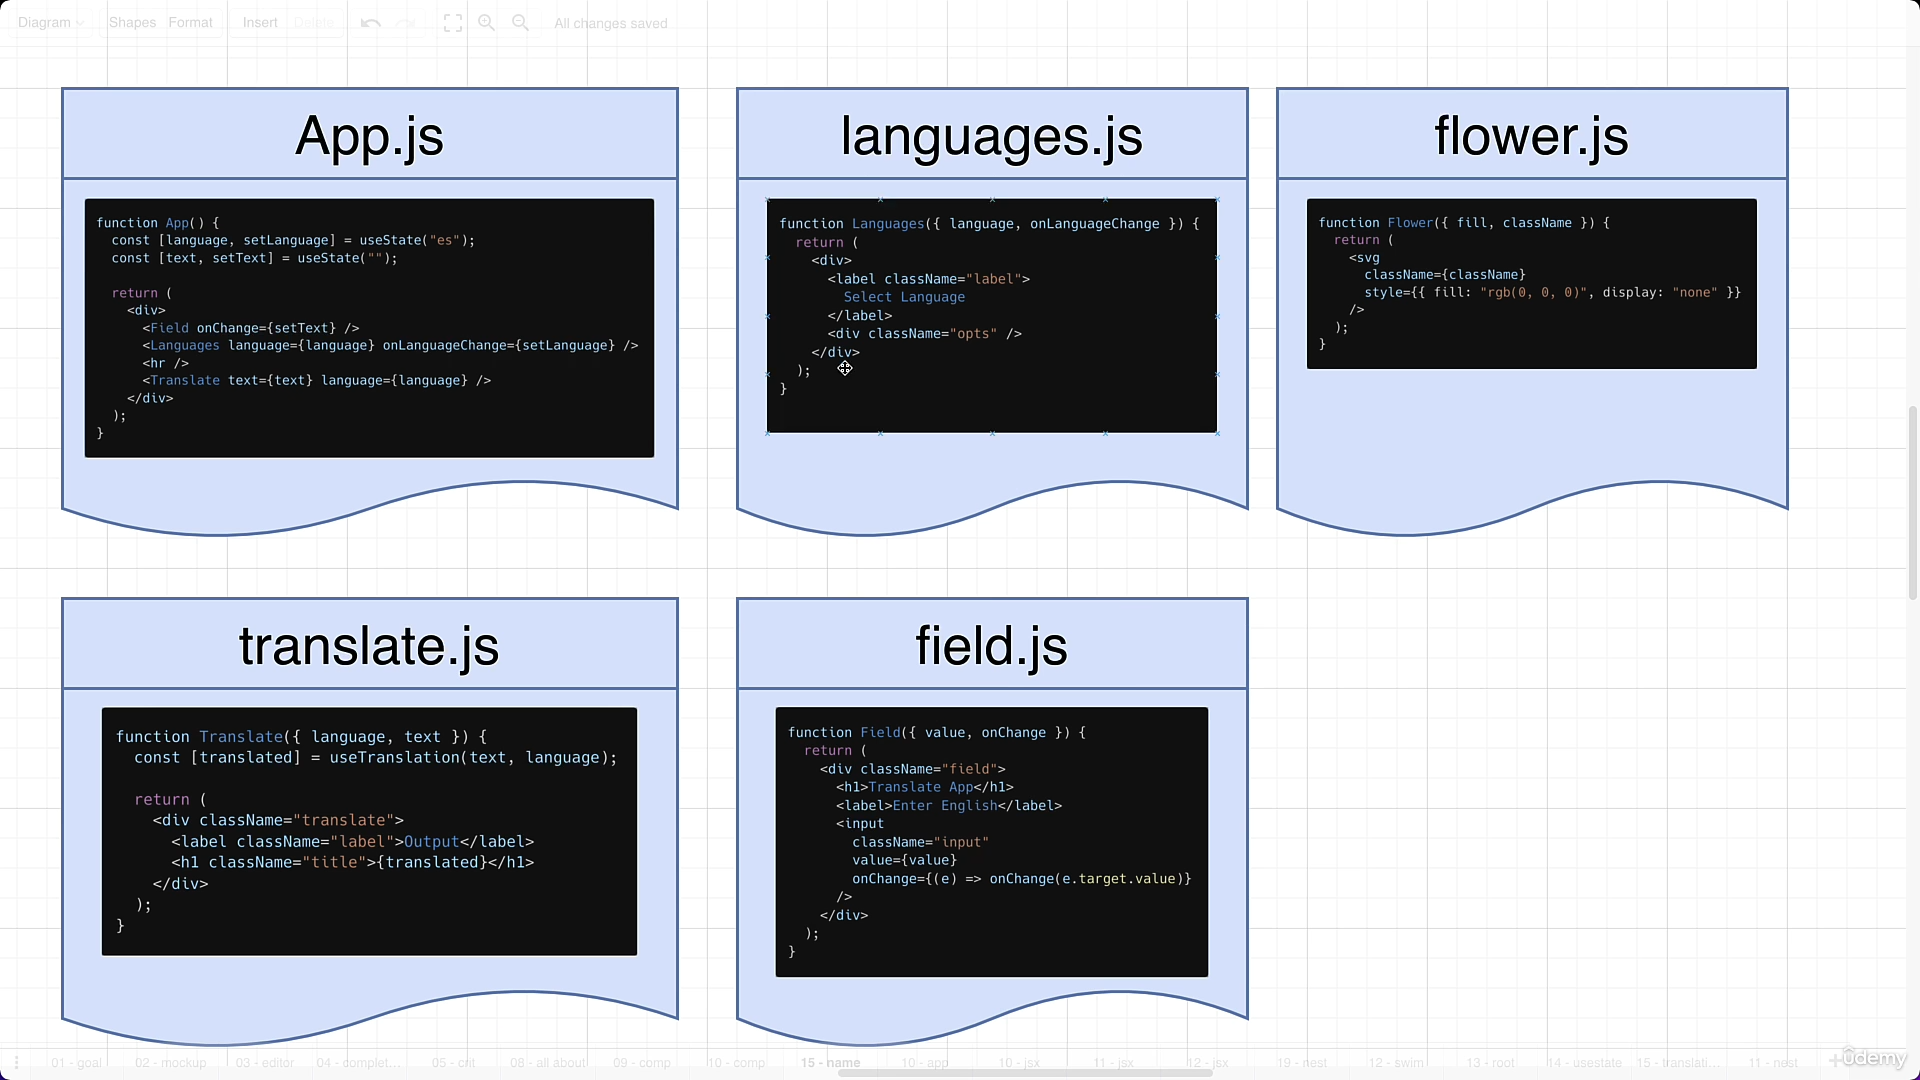 Diagram Shapes Format Insert Delete All changes saved
App.js
function App() {
const [language, setLanguage] = useState("es");
const [text, setText] = useState("");
return (
<div>
<Field onChange={setText} />
<Languages language={language} onLanguageChange={setLanguage} />
<hr />
<Translate text={text} language={language} />
</div>
);
}
languages.js
function Languages({ language, onLanguageChange }) {
return (
<div>
<label className="label">
Select Language
</label>
<div className="opts" />
</div>
);
}
flower.js
function Flower({ fill, className }) {
return (
<svg
className={className}
style={{ fill: "rgb(0, 0, 0)", display: "none" }}
/>
);
}
translate.js
function Translate({ language, text }) {
const [translated] = useTranslation(text, language);
return (
<div className="translate">
<label className="label">Output</label>
<h1 className="title">{translated}</h1>
</div>
);
}
field.js
function Field({ value, onChange }) {
return (
<div className="field">
<h1>Translate App</h1>
<label>Enter English</label>
<input
className="input"
value={value}
onChange={(e) => onChange(e.target.value)}
/>
</div>
);
}
01 - goal 02 - mockup 03 - editor 04 - complet... 05 - crit 08 - all about 09 - comp 10 - comp 15 - name 10 - app 10 - jsx 11 - jsx 12 - jsx 19 - nest 12 - swim 13 - root 14 - usestate 15 - translati... 11 - nest
ûdemy